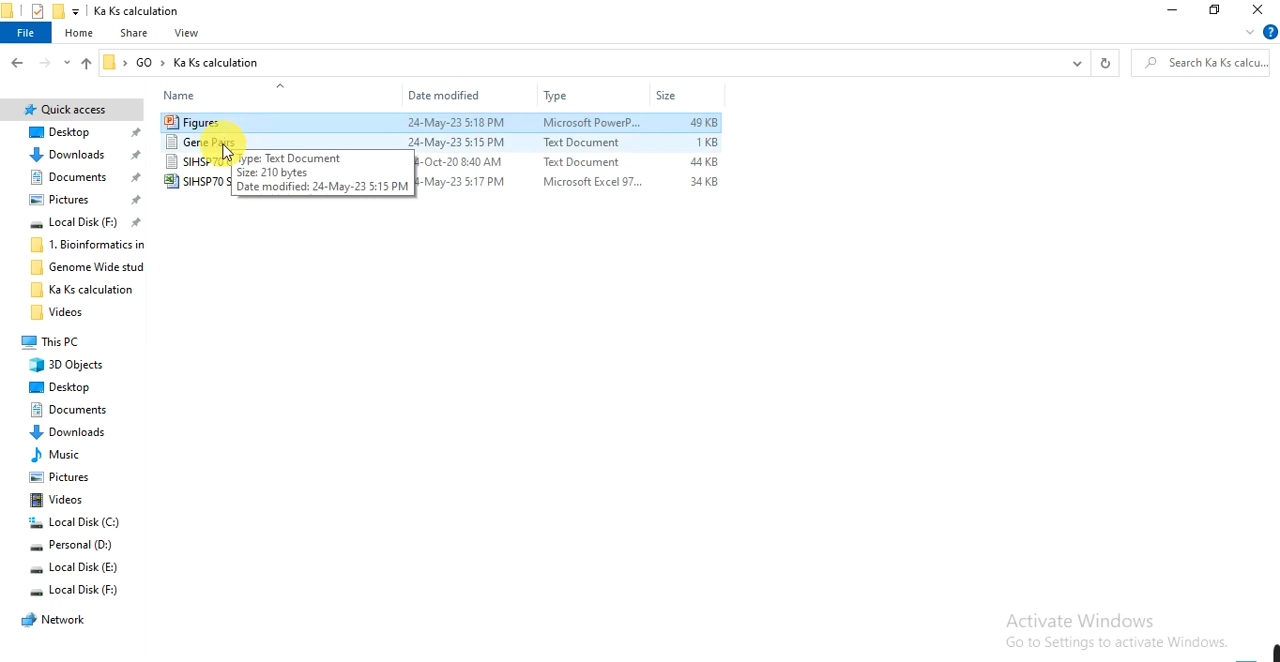 Ka Ks calculation
File Home Share View
GO Ka Ks calculation Search Ka Ks calcu...
Name Date modified Type Size
Quick access
Desktop
Downloads
Documents
Pictures
Local Disk (F:)
1. Bioinformatics in
Genome Wide stud
Ka Ks calculation
Videos
This PC
3D Objects
Desktop
Documents
Downloads
Music
Pictures
Videos
Local Disk (C:)
Personal (D:)
Local Disk (E:)
Local Disk (F:)
Network
Figures 24-May-23 5:18 PM Microsoft PowerP... 49 KB
Gene Pairs 24-May-23 5:15 PM Text Document 1 KB
SIHSP70 4-Oct-20 8:40 AM Text Document 44 KB
SIHSP70 S 4-May-23 5:17 PM Microsoft Excel 97... 34 KB
Type: Text Document
Size: 210 bytes
Date modified: 24-May-23 5:15 PM
Activate Windows
Go to Settings to activate Windows.